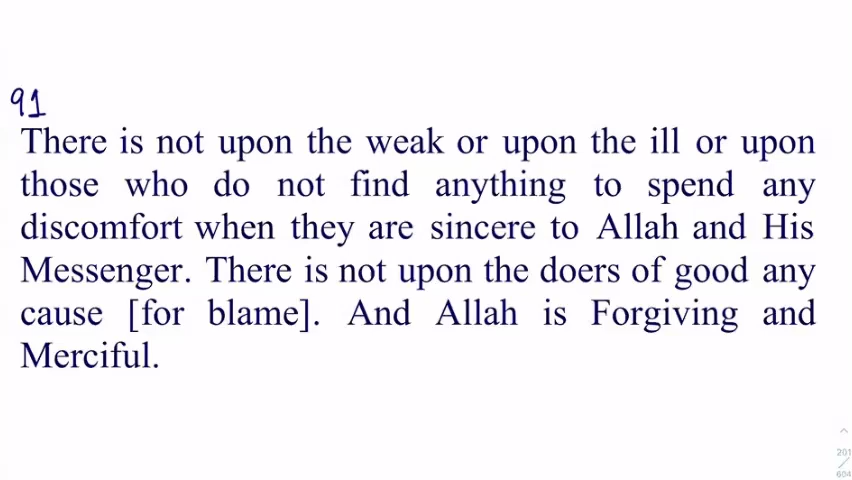 91
There is not upon the weak or upon the ill or upon
those who do not find anything to spend any
discomfort when they are sincere to Allah and His
Messenger. There is not upon the doers of good any
cause [for blame]. And Allah is Forgiving and
Merciful.
201
604